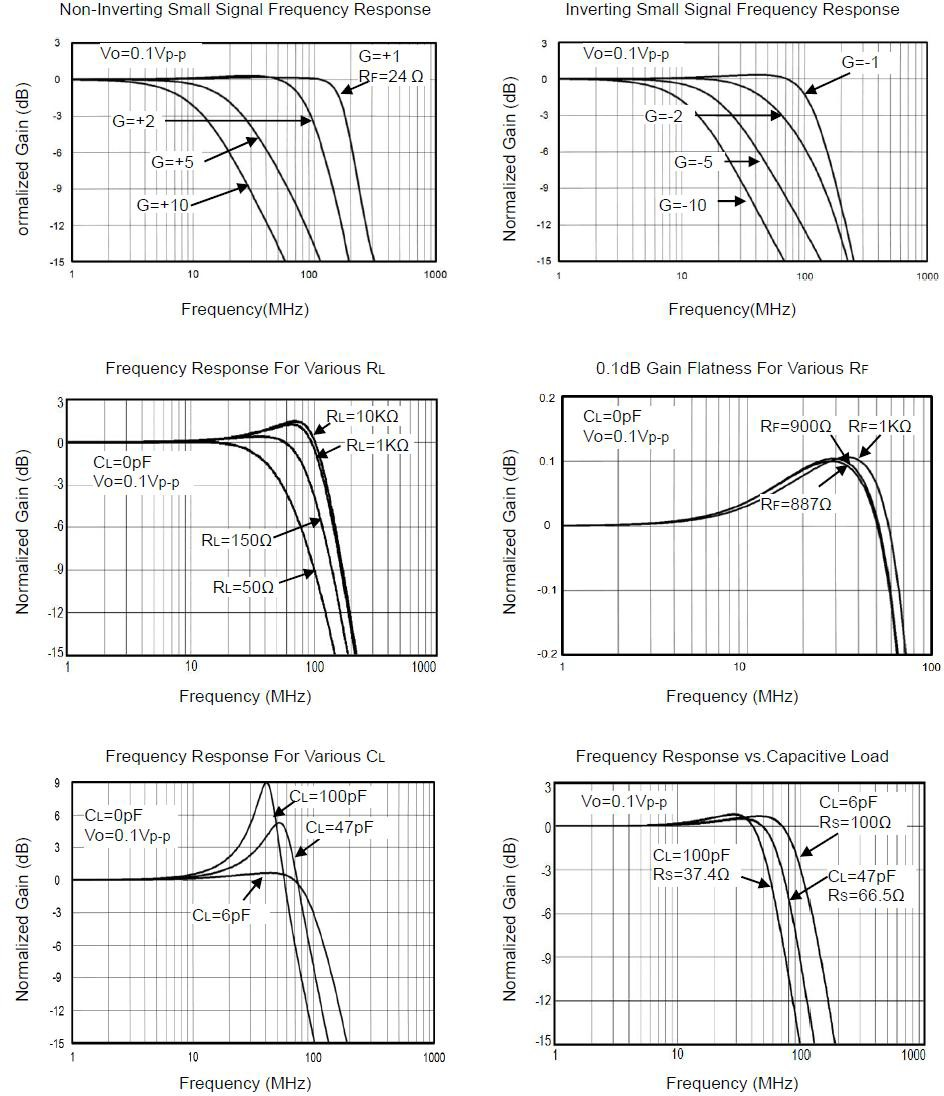 Non-Inverting Small Signal Frequency Response
3
0
-3
-6
-9
-12
-15
ormalized Gain (dB)
Vo=0.1Vp-p
G=+1
RF=24 Ω
G=+2
G=+5
G=+10
1
10
100
1000
Frequency(MHz)
Inverting Small Signal Frequency Response
3
0
-3
-6
-9
-12
-15
Normalized Gain (dB)
Vo=0.1Vp-p
G=-1
G=-2
G=-5
G=-10
1
10
100
1000
Frequency(MHz)
Frequency Response For Various RL
3
0
3
-6
-9
-12
-15
Normalized Gain (dB)
RL=10KΩ
RL=1KΩ
CL=0pF
Vo=0.1Vp-p
RL=150Ω
RL=50Ω
1
10
100
1000
Frequency (MHz)
0.1dB Gain Flatness For Various RF
0.2
0.1
0
-0.1
-0.2
Normalized Gain (dB)
CL=0pF
Vo=0.1Vp-p
RF=900Ω
RF=1KΩ
RF=887Ω
1
10
100
Frequency (MHz)
Frequency Response For Various CL
9
6
3
0
-3
-6
-9
-12
-15
Normalized Gain (dB)
CL=0pF
Vo=0.1Vp-p
CL=100pF
CL=47pF
CL=6pF
1
10
100
1000
Frequency (MHz)
Frequency Response vs.Capacitive Load
3
0
-3
-6
-9
-12
-15
Normalized Gain (dB)
Vo=0.1Vp-p
CL=6pF
RS=100Ω
CL=100pF
RS=37.4Ω
CL=47pF
RS=66.5Ω
1
10
100
1000
Frequency (MHz)